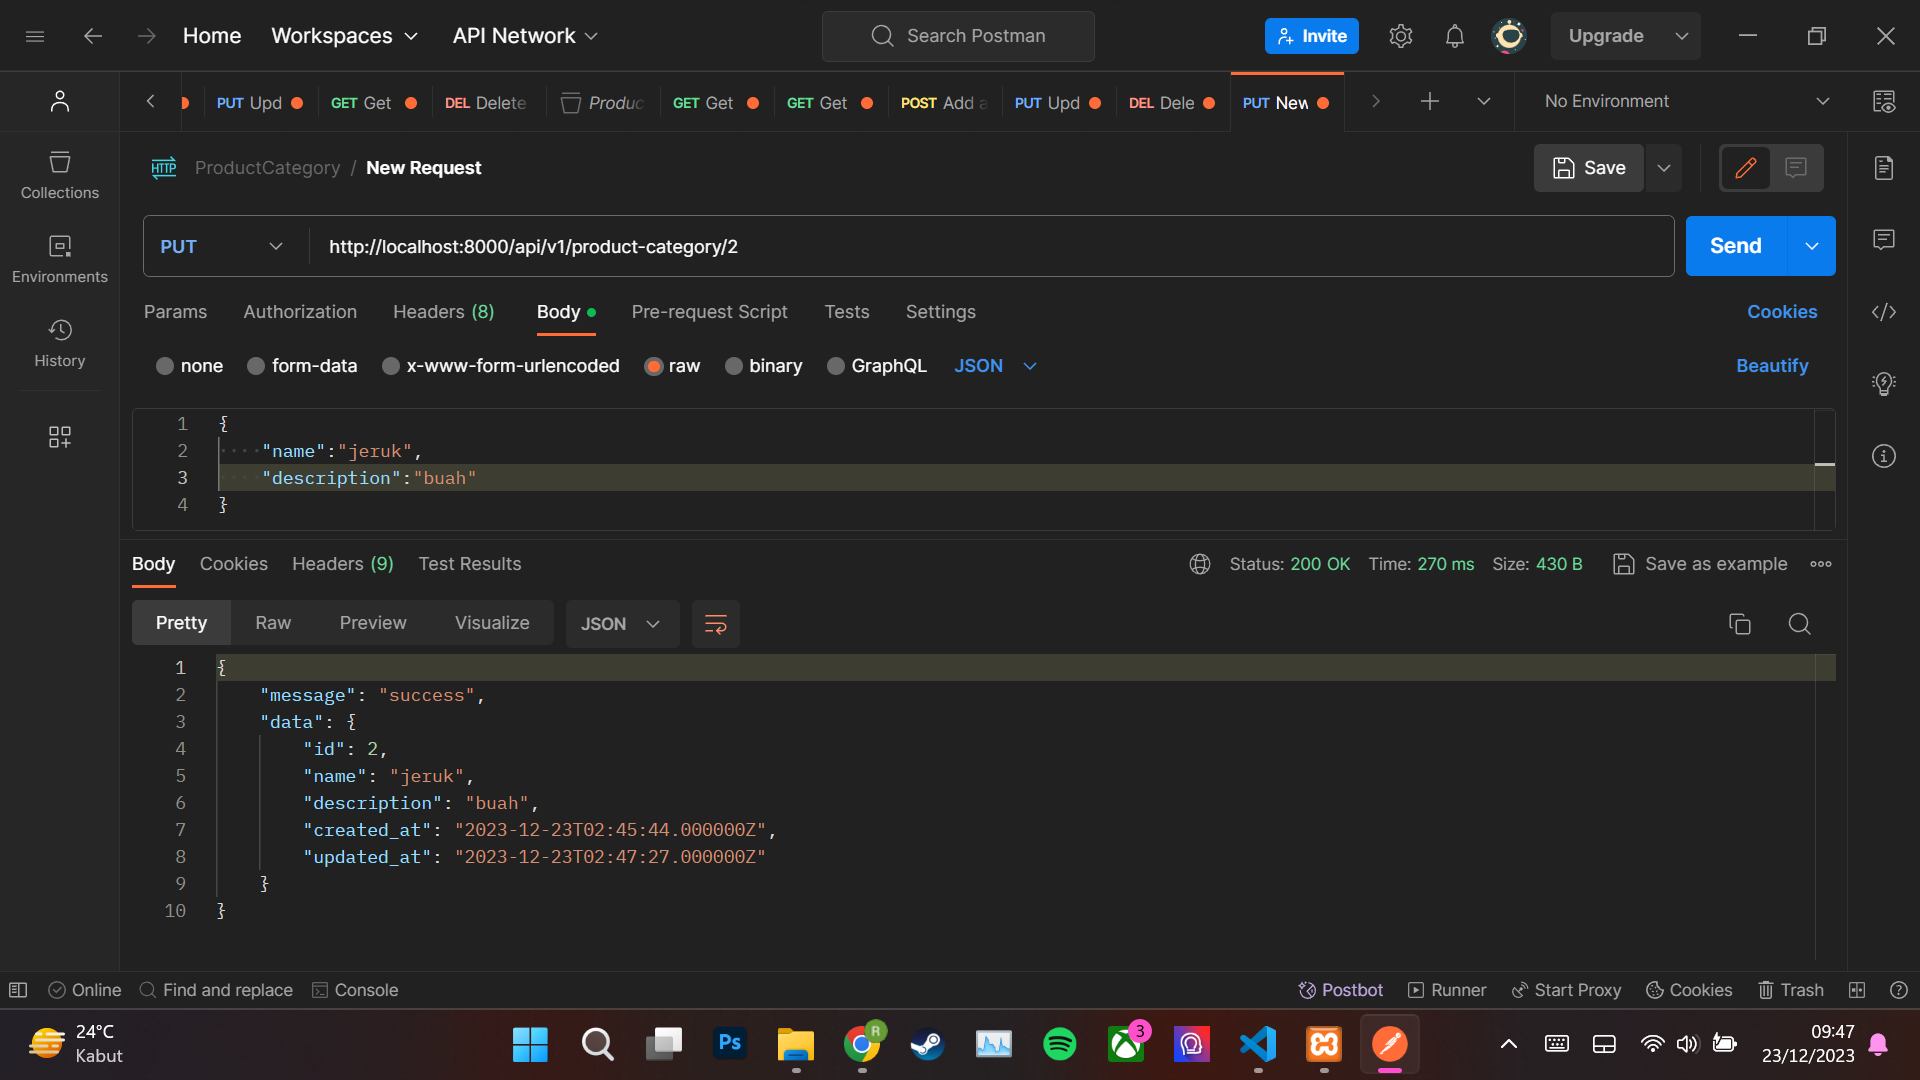 Home Workspaces API Network Search Postman Invite Upgrade
PUT Upd GET Get DEL Delete Produc GET Get GET Get POST Add a PUT Upd DEL Dele PUT New No Environment
ProductCategory / New Request Save
Collections
Environments
History
PUT http://localhost:8000/api/v1/product-category/2 Send
Params Authorization Headers (8) Body Pre-request Script Tests Settings Cookies
none form-data x-www-form-urlencoded raw binary GraphQL JSON Beautify
1 {
2 "name":"jeruk",
3 "description":"buah"
4 }
Body Cookies Headers (9) Test Results Status: 200 OK Time: 270 ms Size: 430 B Save as example
Pretty Raw Preview Visualize JSON
1 {
2 "message": "success",
3 "data": {
4 "id": 2,
5 "name": "jeruk",
6 "description": "buah",
7 "created_at": "2023-12-23T02:45:44.000000Z",
8 "updated_at": "2023-12-23T02:47:27.000000Z"
9 }
10 }
Online Find and replace Console Postbot Runner Start Proxy Cookies Trash
24°C
Kabut
Ps
R
3
09:47
23/12/2023